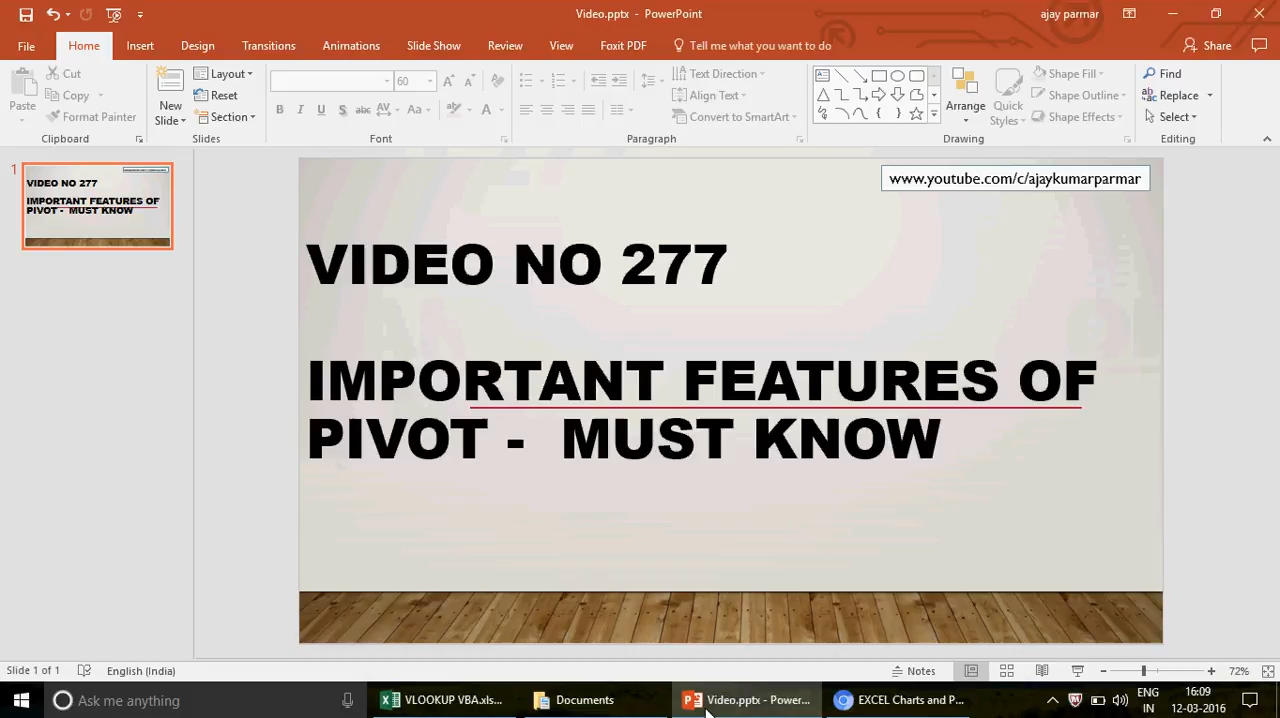 Video.pptx - PowerPoint
ajay parmar
File Home Insert Design Transitions Animations Slide Show Review View Foxit PDF Tell me what you want to do Share
Paste
Cut
Copy
Format Painter
Clipboard
New Slide
Layout
Reset
Section
Slides
60
B I U S abc AV Aa A
Font
Text Direction
Align Text
Convert to SmartArt
Paragraph
Arrange
Quick Styles
Shape Fill
Shape Outline
Shape Effects
Drawing
Find
Replace
Select
Editing
1
VIDEO NO 277
IMPORTANT FEATURES OF
PIVOT - MUST KNOW
www.youtube.com/c/ajaykumarparmar
VIDEO NO 277
IMPORTANT FEATURES OF
PIVOT - MUST KNOW
Slide 1 of 1 English (India) Notes 72%
Ask me anything
VLOOKUP VBA.xls...
Documents
Video.pptx - Power...
EXCEL Charts and P...
ENG
IN
16:09
12-03-2016